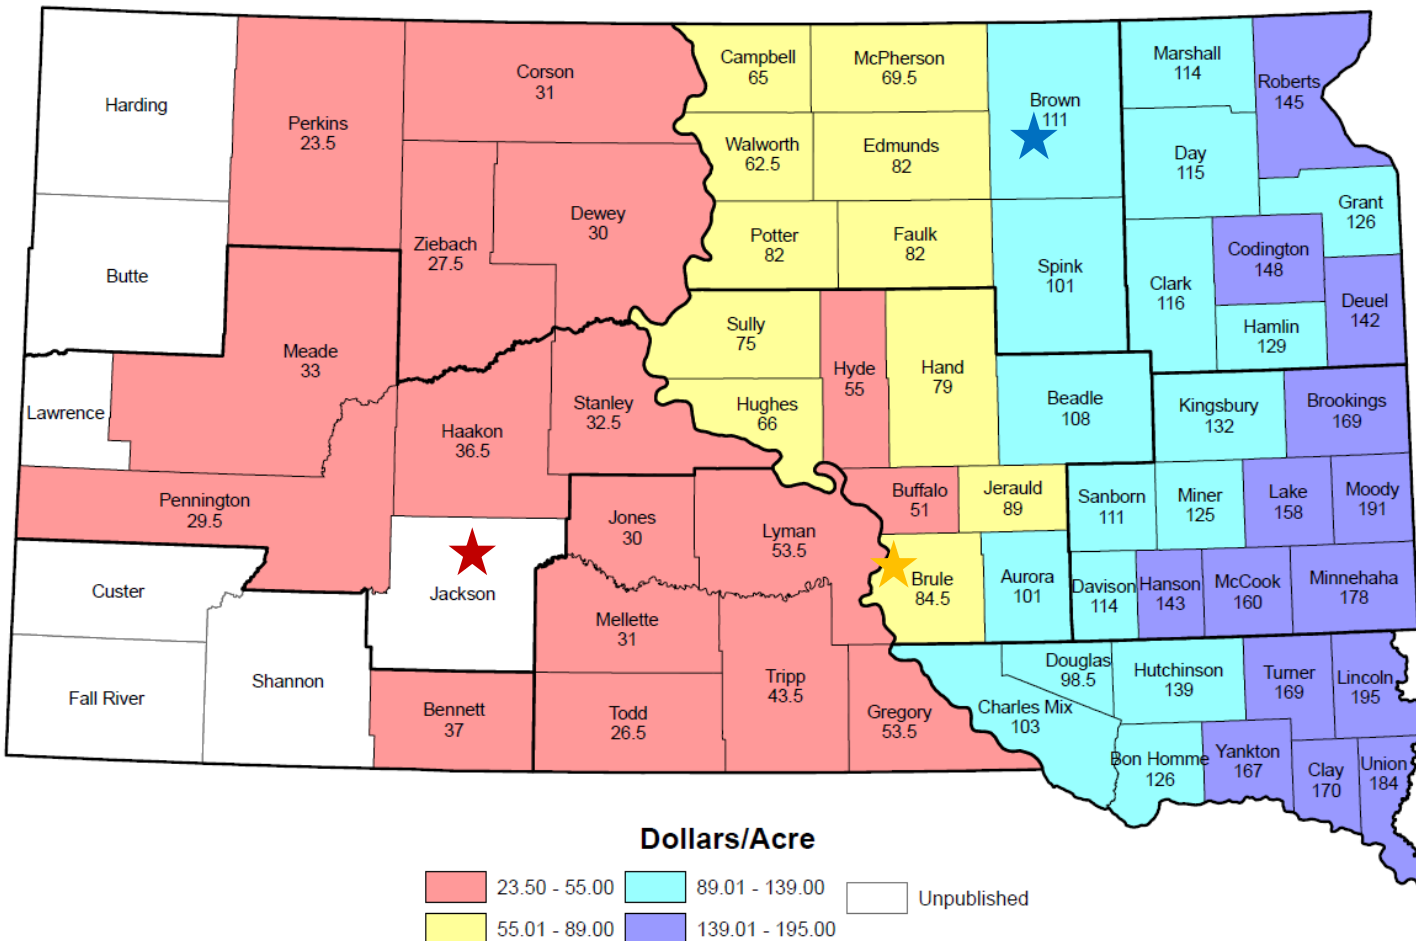 Harding
Perkins
23.5
Corson
31
Campbell
65
McPherson
69.5
Brown
111
Marshall
114
Roberts
145
Butte
Ziebach
27.5
Dewey
30
Walworth
62.5
Edmunds
82
Day
115
Grant
126
Potter
82
Faulk
82
Spink
101
Clark
116
Codington
148
Deuel
142
Hamlin
129
Lawrence
Meade
33
Haakon
36.5
Stanley
32.5
Sully
75
Hughes
66
Hyde
55
Hand
79
Beadle
108
Kingsbury
132
Brookings
169
Pennington
29.5
Jackson
Jones
30
Lyman
53.5
Buffalo
51
Jerauld
89
Sanborn
111
Miner
125
Lake
158
Moody
191
Custer
Mellette
31
Brule
84.5
Aurora
101
Davison
114
Hanson
143
McCook
160
Minnehaha
178
Fall River
Shannon
Bennett
37
Todd
26.5
Tripp
43.5
Gregory
53.5
Charles Mix
103
Douglas
98.5
Hutchinson
139
Turner
169
Lincoln
195
Bon Homme
126
Yankton
167
Clay
170
Union
184
Dollars/Acre
23.50 - 55.00
89.01 - 139.00
Unpublished
55.01 - 89.00
139.01 - 195.00